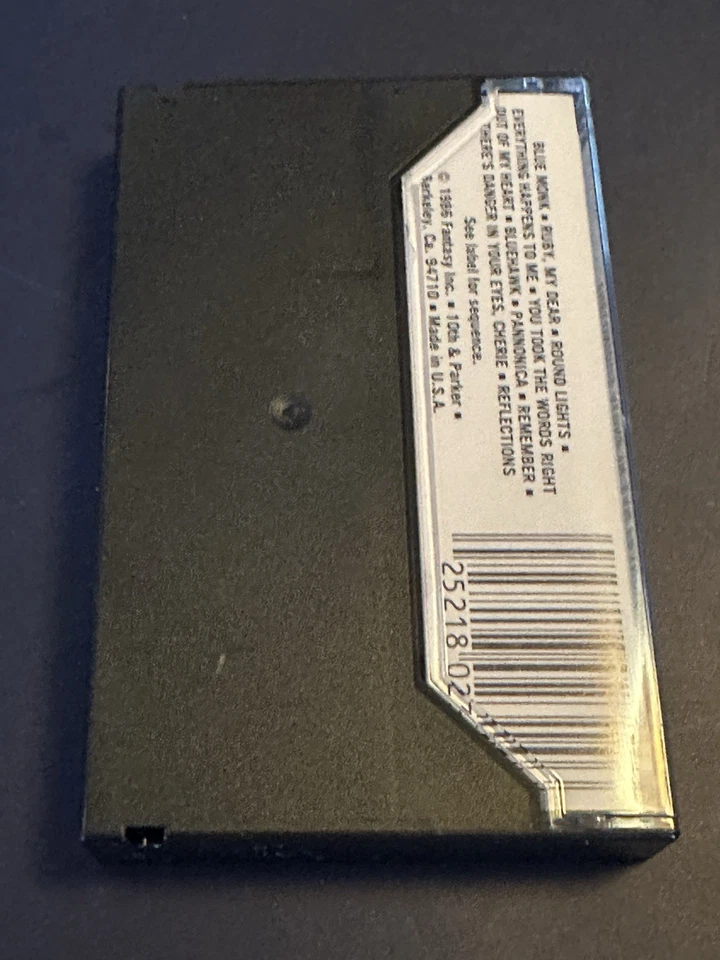 BLUE MONK ▪ RUBY, MY DEAR ▪ ROUND LIGHTS ▪
EVERYTHING HAPPENS TO ME ▪ YOU TOOK THE WORDS RIGHT
OUT OF MY HEART ▪ BLUEHAWK ▪ PANNONICA ▪ REMEMBER ▪
THERE'S DANGER IN YOUR EYES, CHERIE ▪ REFLECTIONS
See label for sequence.
© 1986 Fantasy Inc. ▪ 10th & Parker ▪
Berkeley, Ca. 94710 ▪ Made in U.S.A.
25218 02